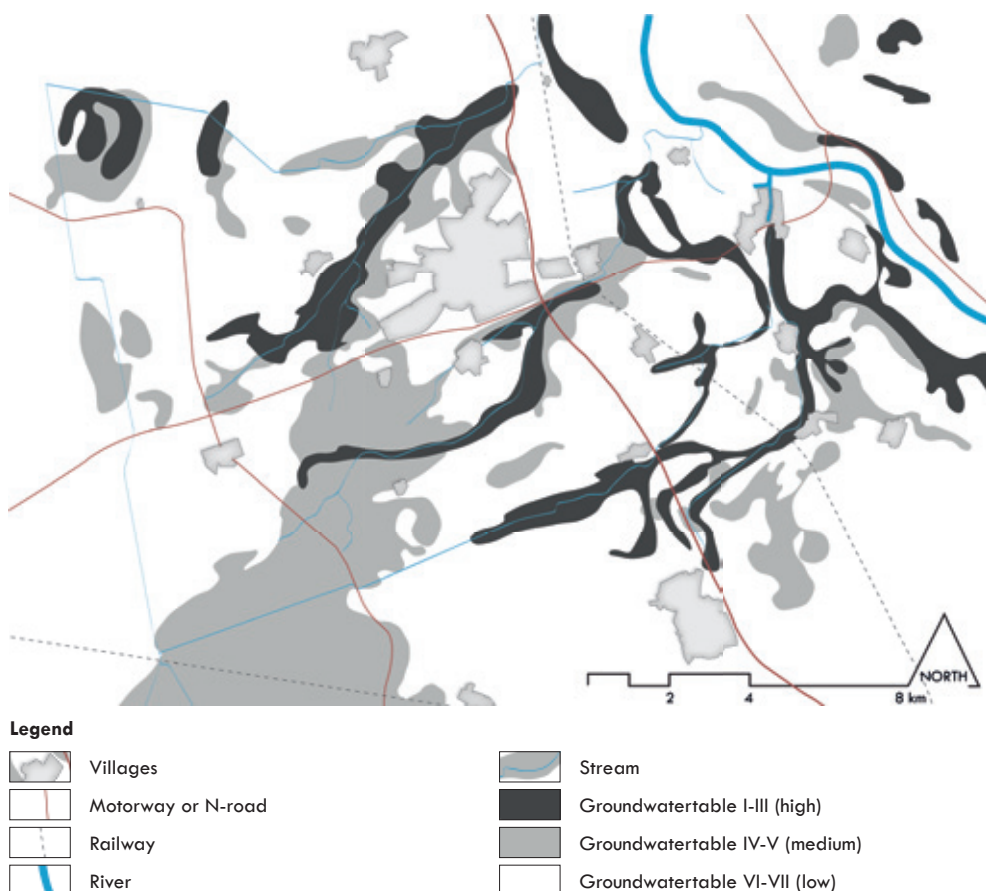 NORTH
2
4
8 km
Legend
Villages
Motorway or N-road
Railway
River
Stream
Groundwatertable I-III (high)
Groundwatertable IV-V (medium)
Groundwatertable VI-VII (low)